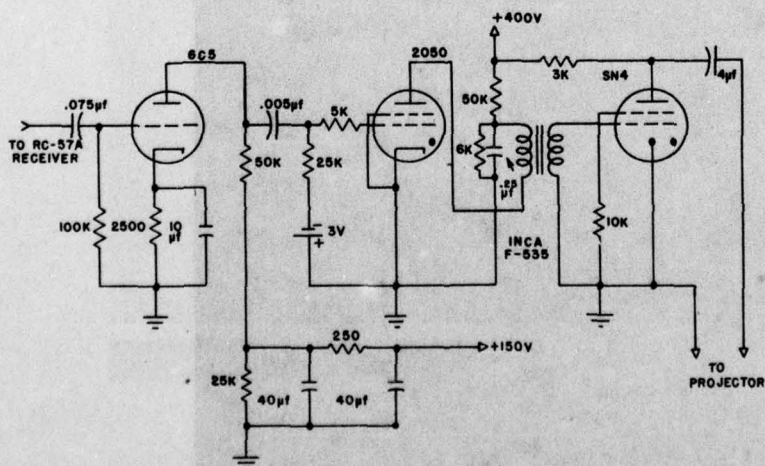 +400V
6C5
2050
3K
SN4
4µf
.075µf
.005µf
5K
50K
TO RC-57A
RECEIVER
50K
25K
6K
.25
µf
100K
2500
10
µf
3V
10K
INCA
F-535
250
+150V
25K
40µf
40µf
TO
PROJECTOR